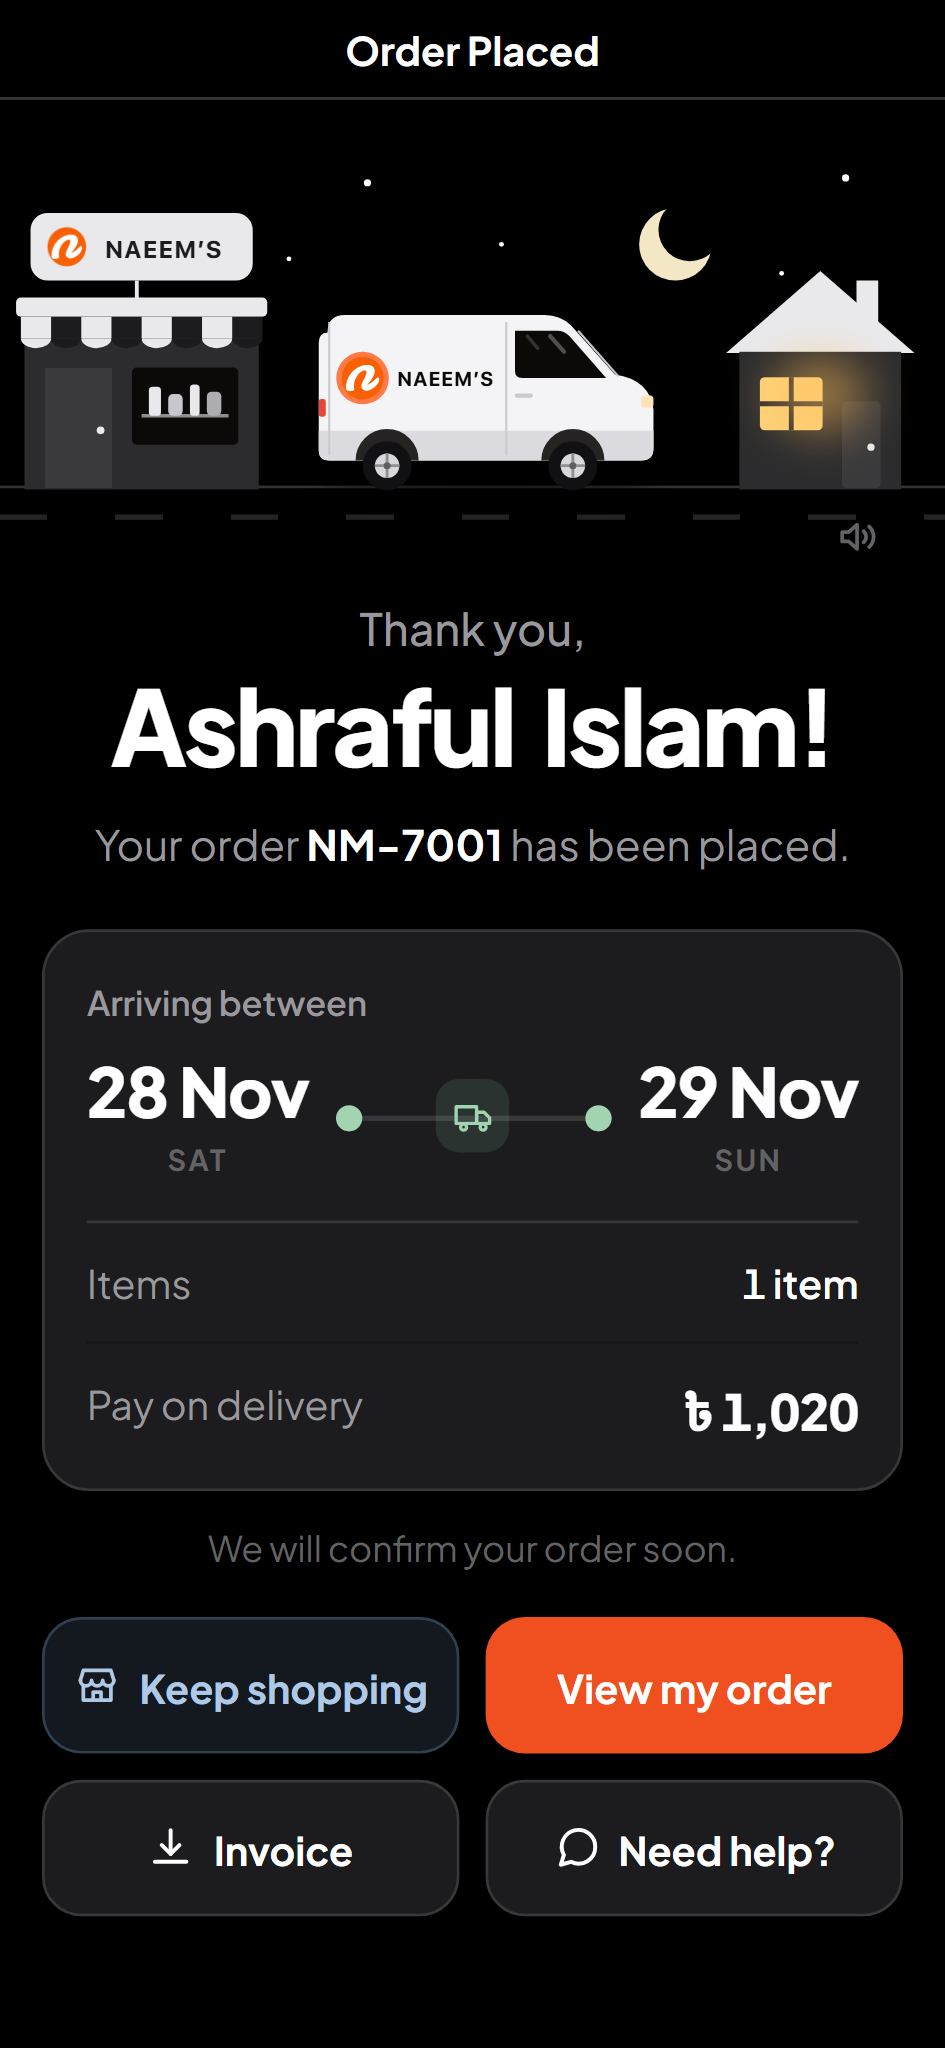 Order Placed
NAEEM'S
NAEEM'S
Thank you,
Ashraful Islam!
Your order NM-7001 has been placed.
Arriving between
28 Nov 29 Nov
SAT SUN
Items 1 item
Pay on delivery ৳ 1,020
We will confirm your order soon.
Keep shopping View my order
Invoice Need help?